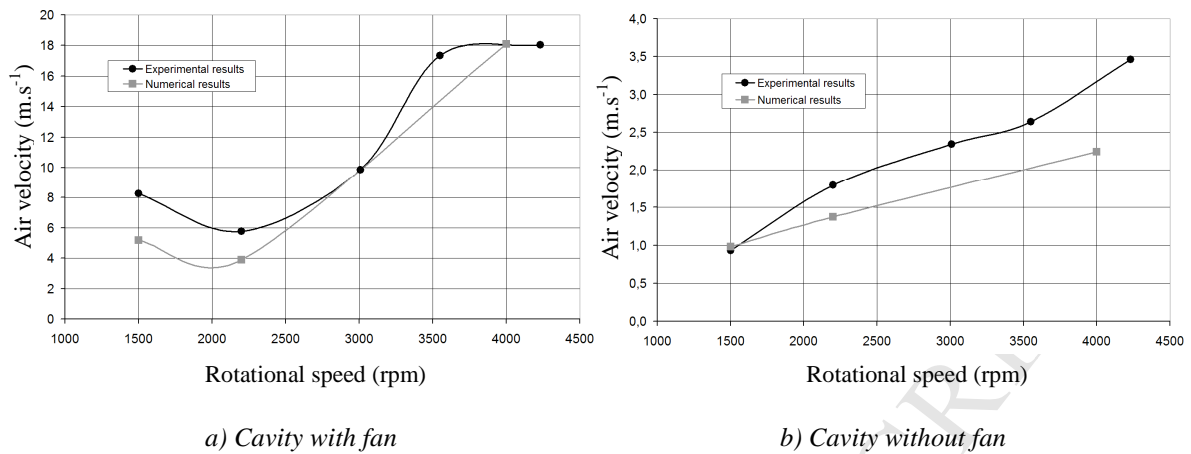 20
18
16
14
12
10
8
6
4
2
0
Air velocity (m.s⁻¹)
Experimental results
Numerical results
1000 1500 2000 2500 3000 3500 4000 4500
Rotational speed (rpm)
a) Cavity with fan
4,0
3,5
3,0
2,5
2,0
1,5
1,0
0,5
0,0
Air velocity (m.s⁻¹)
Experimental results
Numerical results
1000 1500 2000 2500 3000 3500 4000 4500
Rotational speed (rpm)
b) Cavity without fan